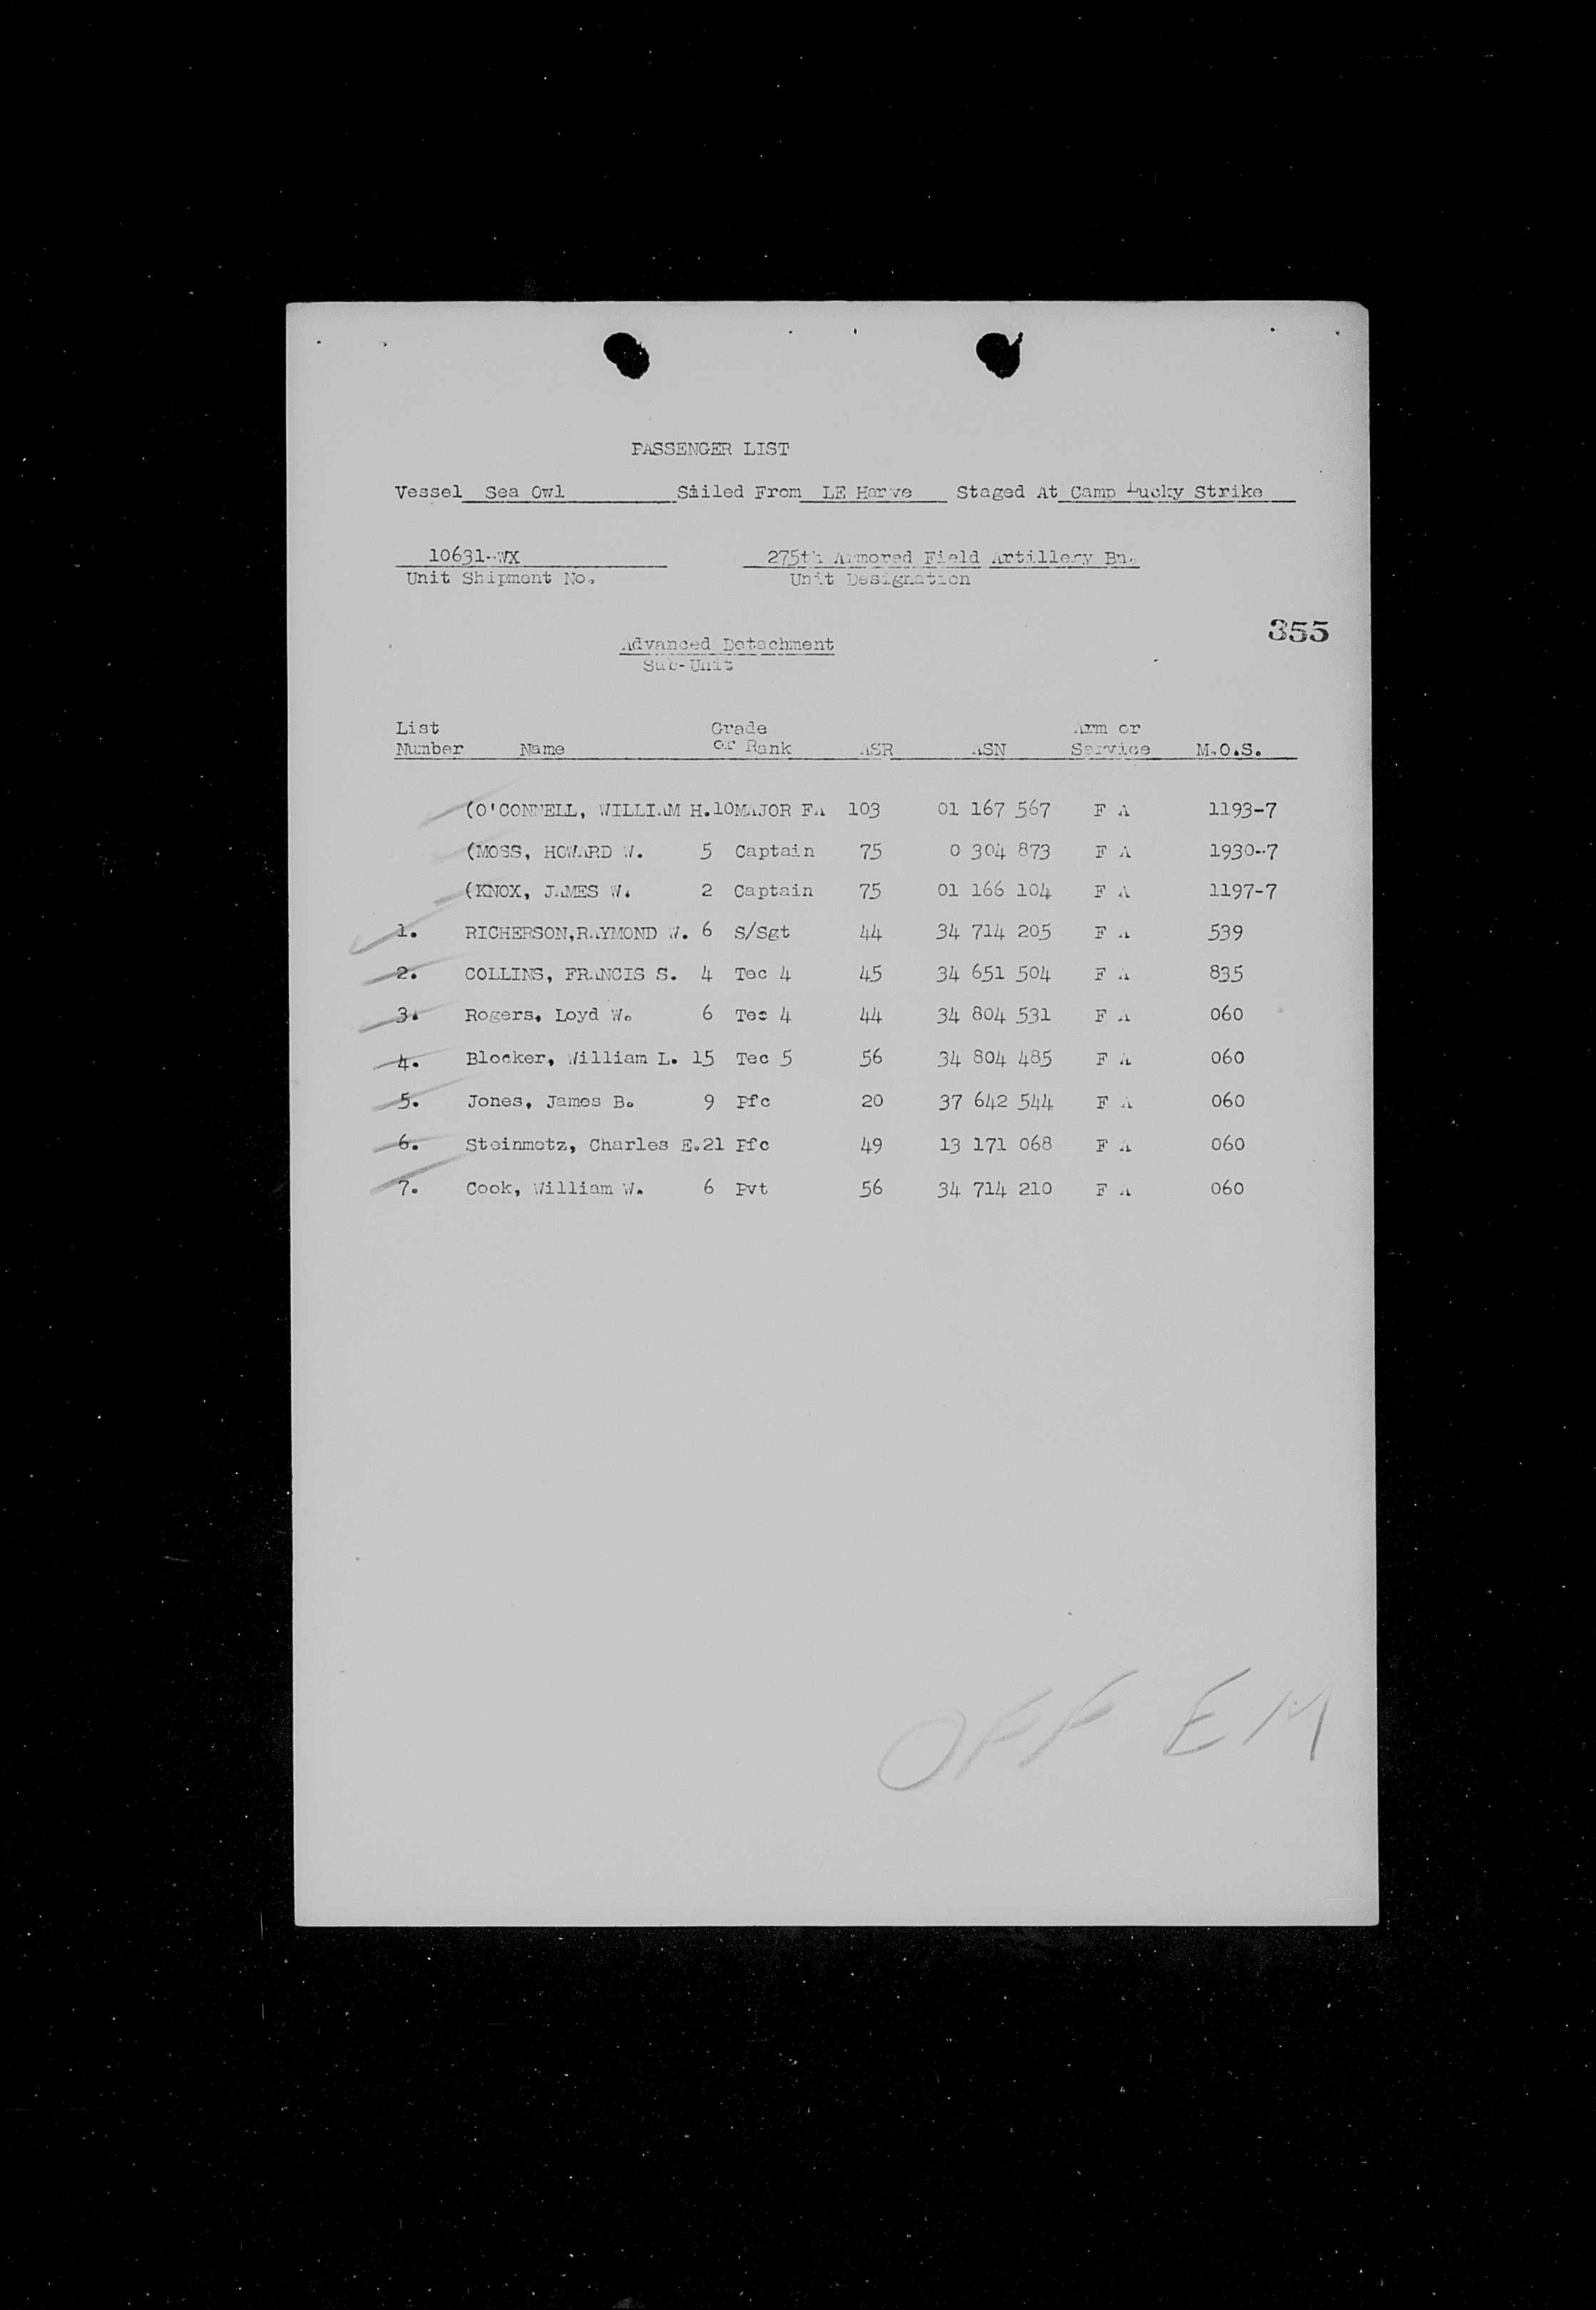 PASSENGER LIST
Vessel Sea Owl Sailed From LE Harve Staged At Camp Lucky Strike
10631-WX 275th Armored Field Artillery Bn.
Unit Shipment No. Unit Designation
355
Advanced Detachment
Sub-Unit
List Grade Arm or
Number Name or Rank ASR ASN Service M.O.S.
(O'CONNELL, WILLIAM H. 10 MAJOR FA 103 01 167 567 F A 1193-7
(MOSS, HOWARD W. 5 Captain 75 0 304 873 F A 1930-7
(KNOX, JAMES W. 2 Captain 75 01 166 104 F A 1197-7
1. RICHERSON,RAYMOND W. 6 S/Sgt 44 34 714 205 F A 539
2. COLLINS, FRANCIS S. 4 Tec 4 45 34 651 504 F A 835
3. Rogers, Loyd W. 6 Tec 4 44 34 804 531 F A 060
4. Blocker, William L. 15 Tec 5 56 34 804 485 F A 060
5. Jones, James B. 9 Pfc 20 37 642 544 F A 060
6. Steinmetz, Charles E. 21 Pfc 49 13 171 068 F A 060
7. Cook, William W. 6 Pvt 56 34 714 210 F A 060
OFF EM